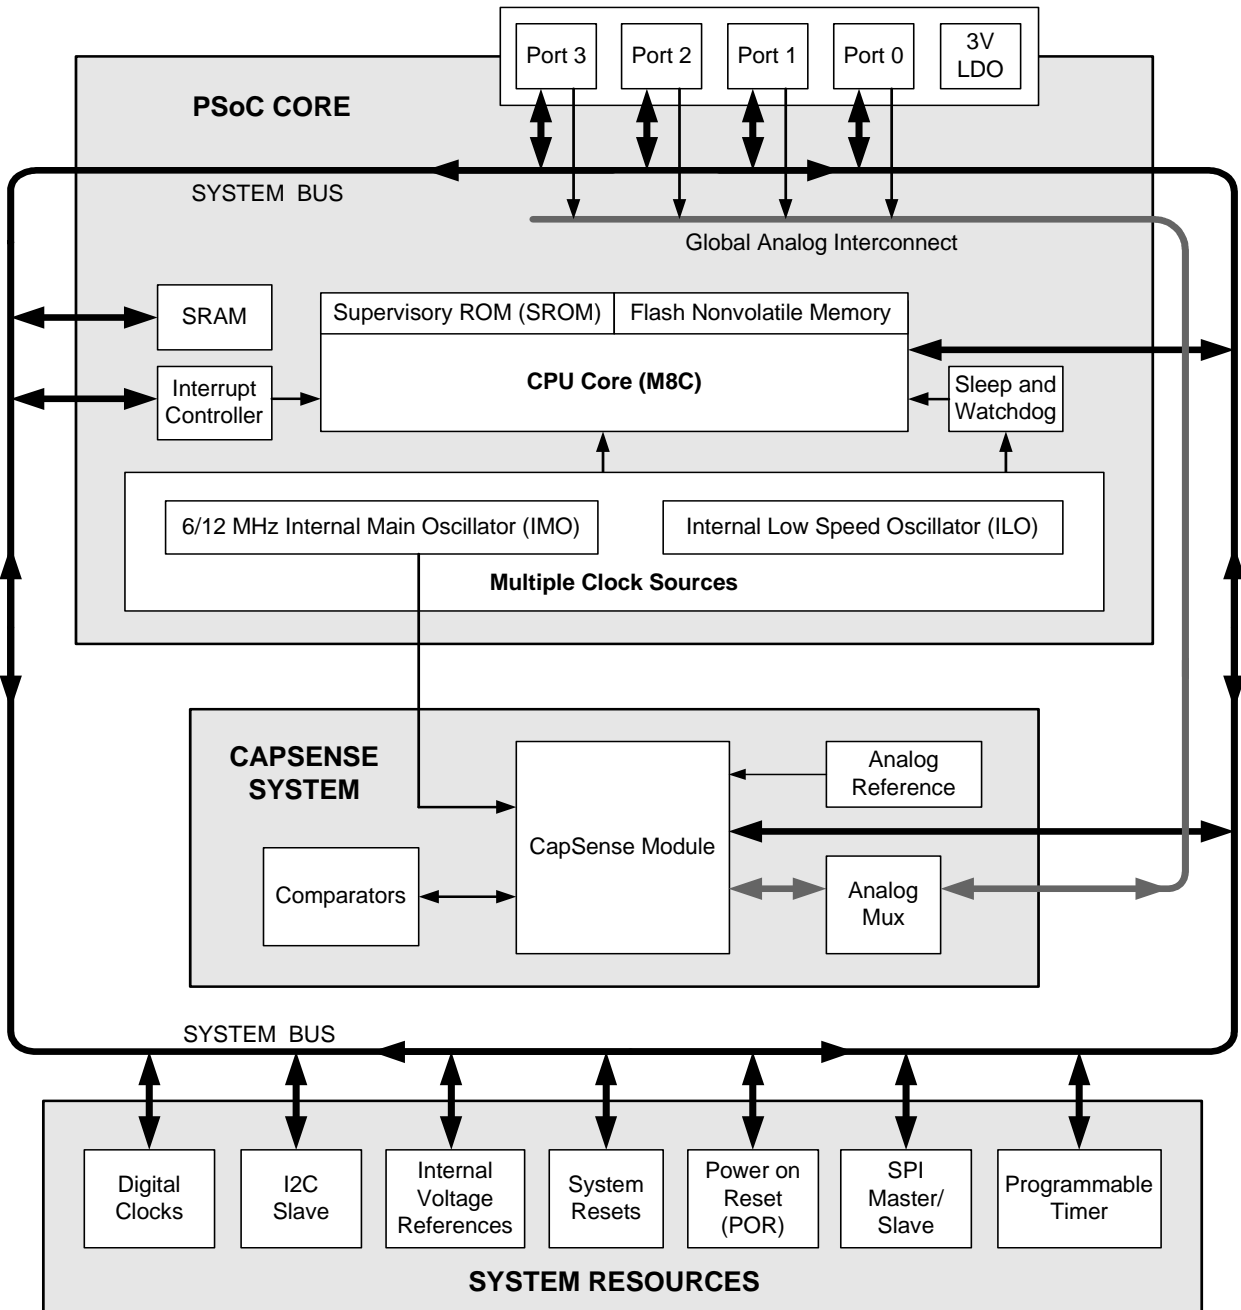 Port 3
Port 2
Port 1
Port 0
3V
LDO
PSoC CORE
SYSTEM BUS
Global Analog Interconnect
SRAM
Supervisory ROM (SROM)
Flash Nonvolatile Memory
CPU Core (M8C)
Interrupt
Controller
Sleep and
Watchdog
6/12 MHz Internal Main Oscillator (IMO)
Internal Low Speed Oscillator (ILO)
Multiple Clock Sources
CAPSENSE
SYSTEM
Analog
Reference
CapSense Module
Comparators
Analog
Mux
SYSTEM BUS
Digital
Clocks
I2C
Slave
Internal
Voltage
References
System
Resets
Power on
Reset
(POR)
SPI
Master/
Slave
Programmable
Timer
SYSTEM RESOURCES